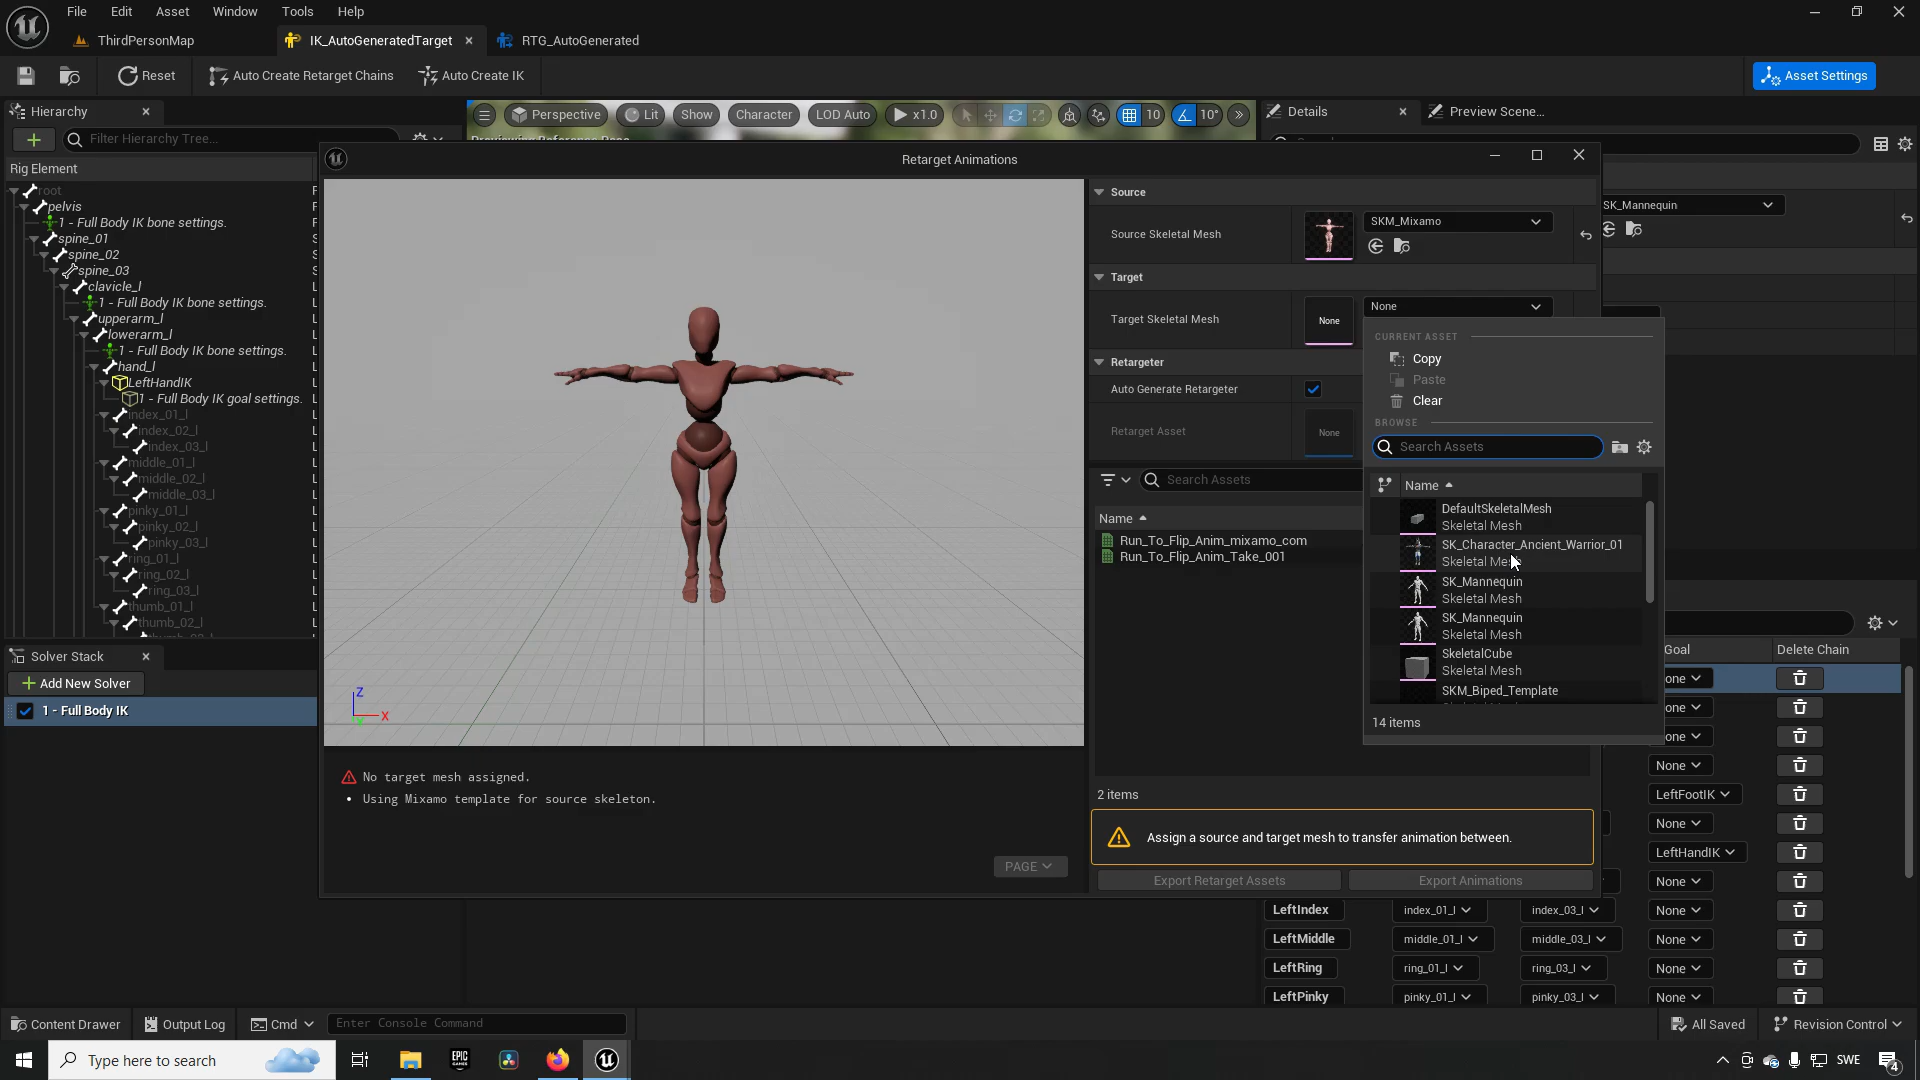 File Edit Asset Window Tools Help
ThirdPersonMap IK_AutoGeneratedTarget RTG_AutoGenerated
Reset Auto Create Retarget Chains Auto Create IK Asset Settings
Hierarchy
Filter Hierarchy Tree...
Rig Element
root
pelvis
1 - Full Body IK bone settings.
spine_01
spine_02
spine_03
clavicle_l
1 - Full Body IK bone settings.
upperarm_l
lowerarm_l
1 - Full Body IK bone settings.
hand_l
LeftHandIK
1 - Full Body IK goal settings.
index_01_l
index_02_l
index_03_l
middle_01_l
middle_02_l
middle_03_l
pinky_01_l
pinky_02_l
pinky_03_l
ring_01_l
ring_02_l
ring_03_l
thumb_01_l
thumb_02_l
Solver Stack
Add New Solver
1 - Full Body IK
Perspective Lit Show Character LOD Auto x1.0 10 10°
Details Preview Scene...
SK_Mannequin
Retarget Animations
Source
Source Skeletal Mesh SKM_Mixamo
Target
Target Skeletal Mesh None None
Retargeter
Auto Generate Retargeter
Retarget Asset None
Search Assets
Name
Run_To_Flip_Anim_mixamo_com
Run_To_Flip_Anim_Take_001
2 items
CURRENT ASSET
Copy
Paste
Clear
BROWSE
Search Assets
Name
DefaultSkeletalMesh
Skeletal Mesh
SK_Character_Ancient_Warrior_01
Skeletal Mesh
SK_Mannequin
Skeletal Mesh
SK_Mannequin
Skeletal Mesh
SkeletalCube
Skeletal Mesh
SKM_Biped_Template
14 items
Z
X
No target mesh assigned.
• Using Mixamo template for source skeleton.
PAGE
Assign a source and target mesh to transfer animation between.
Export Retarget Assets Export Animations
Goal Delete Chain
None
LeftFootIK
None
LeftHandIK
None
LeftIndex index_01_l index_03_l None
LeftMiddle middle_01_l middle_03_l None
LeftRing ring_01_l ring_03_l None
LeftPinky pinky_01_l pinky_03_l None
Content Drawer Output Log Cmd Enter Console Command All Saved Revision Control
Type here to search EPIC GAMES SWE 4